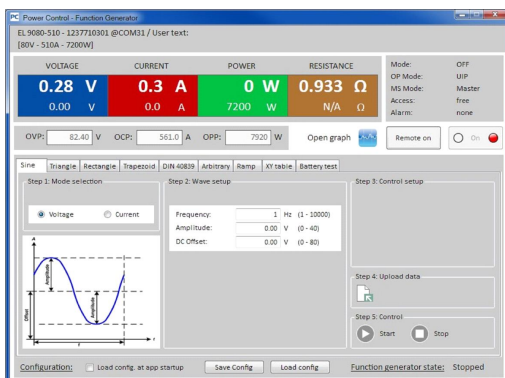 PC Power Control - Function Generator
EL 9080-510 - 1237710301 @COM31 / User text:
[80V - 510A - 7200W]
VOLTAGE CURRENT POWER RESISTANCE
0.28 V 0.3 A 0 W 0.933 Ω
0.00 V 0.0 A 7200 W N/A Ω
Mode: OFF
OP Mode: UIP
MS Mode: Master
Access: free
Alarm: none
OVP: 82.40 V OCP: 561.0 A OPP: 7920 W Open graph Remote on On
Sine Triangle Rectangle Trapezoid DIN 40839 Arbitrary Ramp XY table Battery test
Step 1: Mode selection
Voltage Current
Step 2: Wave setup
Frequency: 1 Hz (1 - 10000)
Amplitude: 0.00 V (0 - 40)
DC Offset: 0.00 V (0 - 80)
Step 3: Control setup
A
Amplitude
Amplitude
Offset
t
Step 4: Upload data
Step 5: Control
Start Stop
Configuration: Load config. at app startup Save Config Load config Function generator state: Stopped